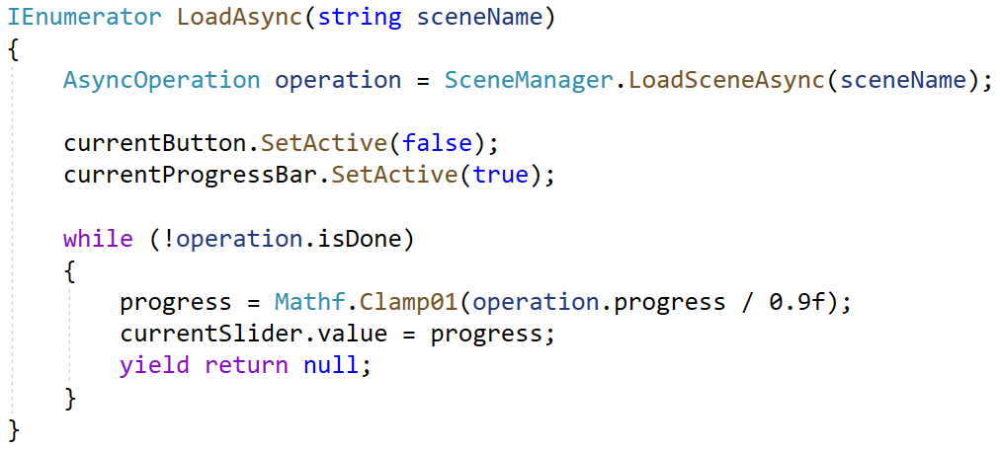 IEnumerator LoadAsync(string sceneName)
{
    AsyncOperation operation = SceneManager.LoadSceneAsync(sceneName);

    currentButton.SetActive(false);
    currentProgressBar.SetActive(true);

    while (!operation.isDone)
    {
        progress = Mathf.Clamp01(operation.progress / 0.9f);
        currentSlider.value = progress;
        yield return null;
    }
}